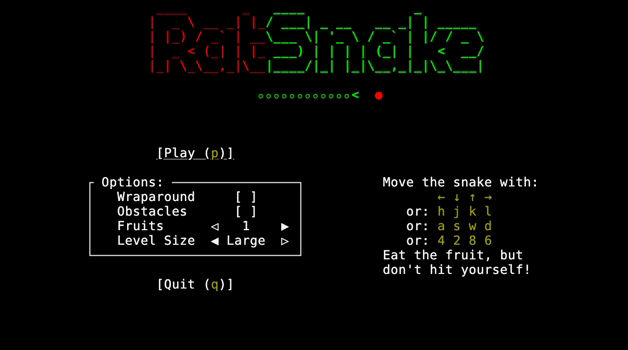 RatSnake
[Play (p)]
Options:
Wraparound [ ]
Obstacles [ ]
Fruits ◁ 1 ▶
Level Size ◀ Large ▷
[Quit (q)]
Move the snake with:
← ↓ ↑ →
or: h j k l
or: a s w d
or: 4 2 8 6
Eat the fruit, but
don't hit yourself!